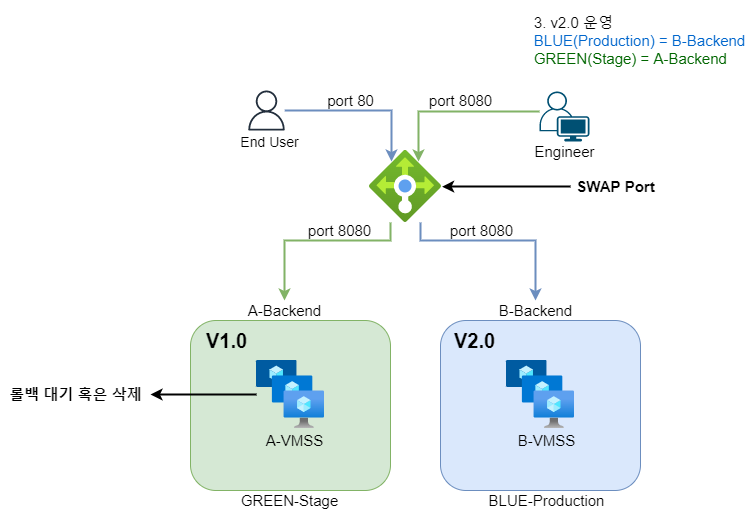 3. v2.0 운영
BLUE(Production) = B-Backend
GREEN(Stage) = A-Backend
port 80
port 8080
End User
Engineer
SWAP Port
port 8080
port 8080
A-Backend
B-Backend
V1.0
V2.0
롤백 대기 혹은 삭제
A-VMSS
B-VMSS
GREEN-Stage
BLUE-Production